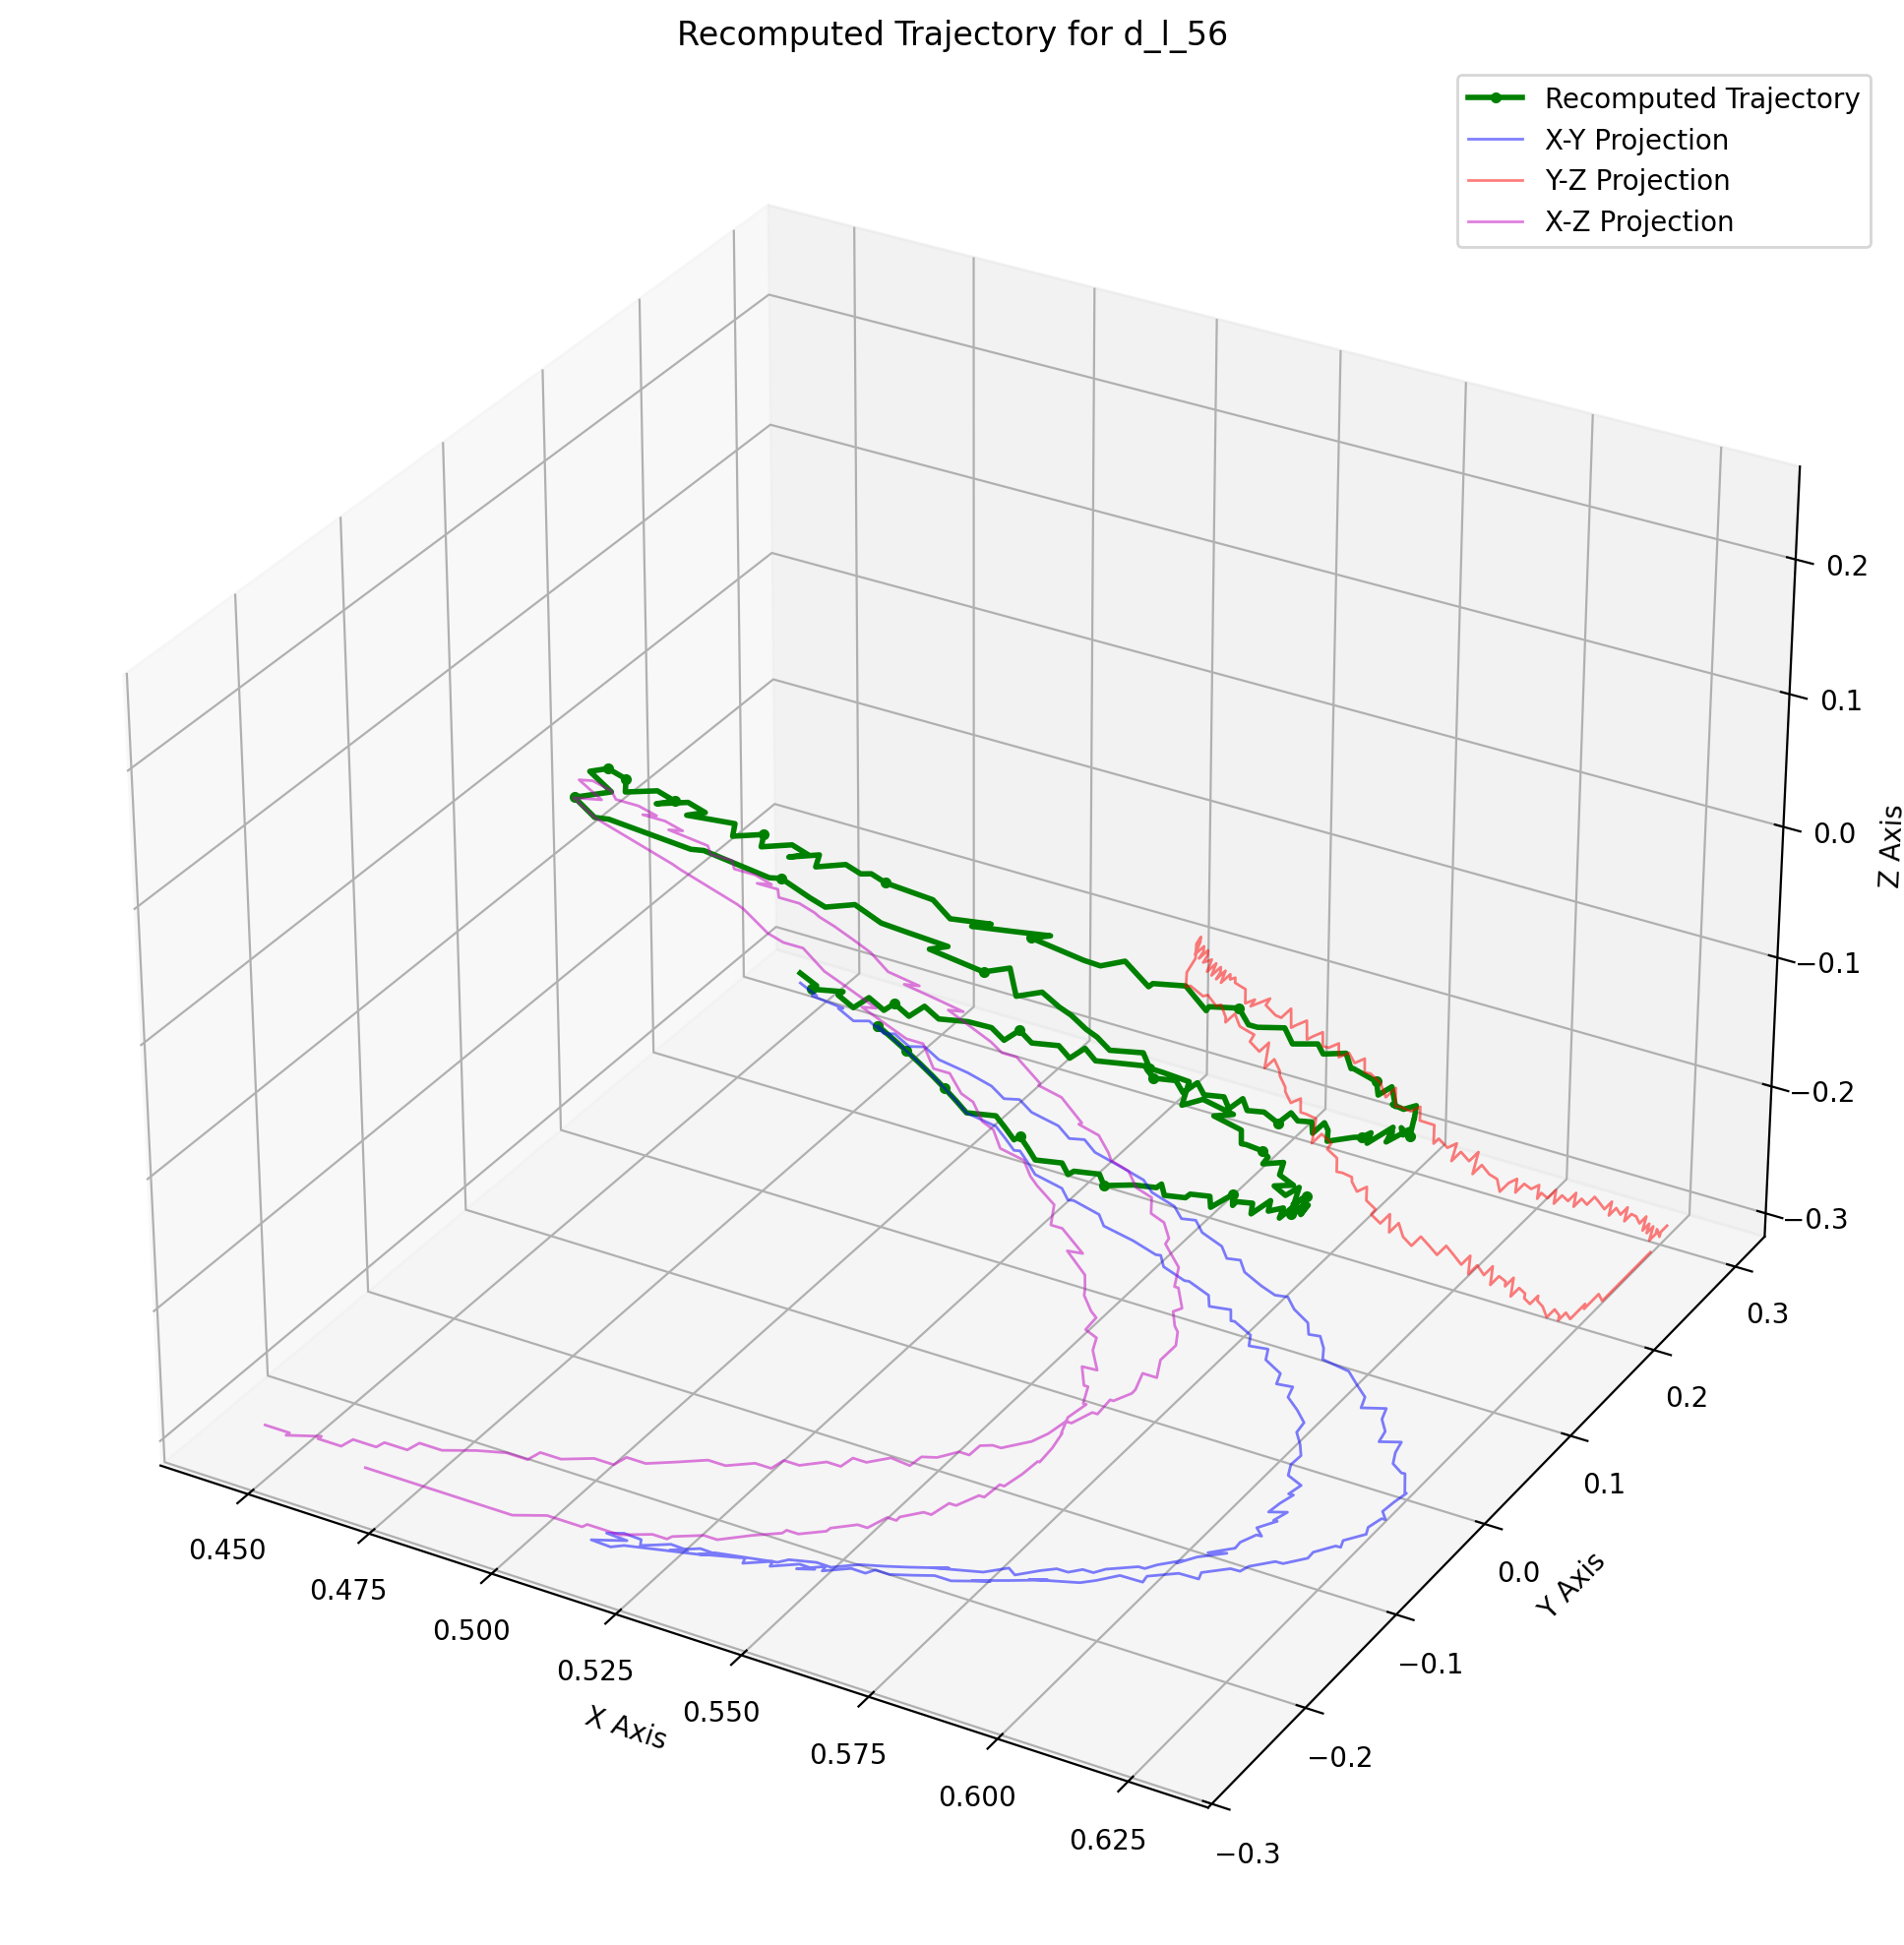 Recomputed Trajectory for d_l_56
Recomputed Trajectory
X-Y Projection
Y-Z Projection
X-Z Projection
0.2
0.1
0.0
−0.1
−0.2
−0.3
Z Axis
0.3
0.2
0.1
0.0
−0.1
−0.2
−0.3
Y Axis
0.450
0.475
0.500
0.525
0.550
0.575
0.600
0.625
X Axis